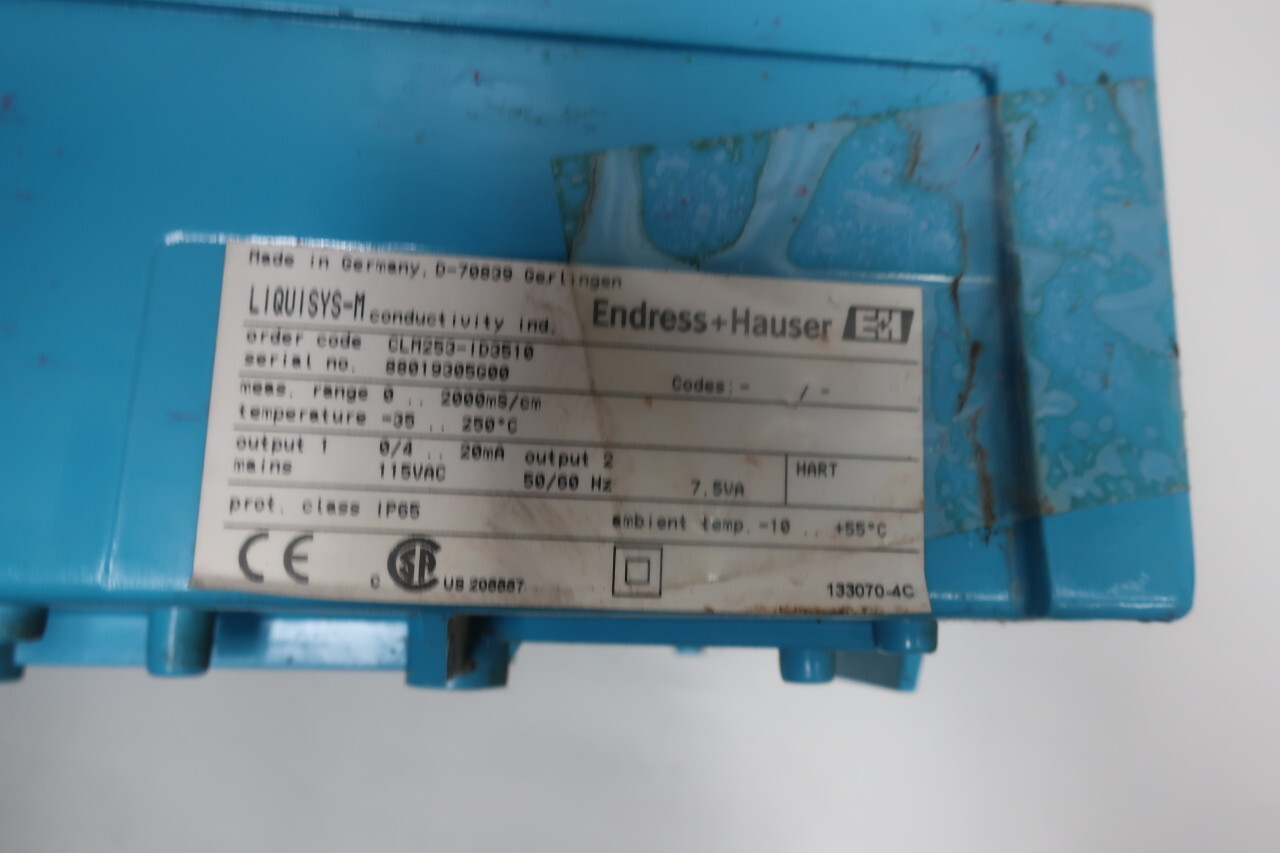 Made in Germany, D-70839 Gerlingen
LIQUISYS-M conductivity ind.
Endress+Hauser E+H
order code CLM253-ID3510
serial no. 88019305G00
Codes: - / -
meas. range 0 .. 2000mS/cm
temperature -35 .. 250°C
output 1 0/4 .. 20mA output 2
HART
mains 115VAC 50/60 Hz 7.5VA
prot. class IP65
ambient temp. -10 .. +55°C
CE C SA US 208887
133070-4C